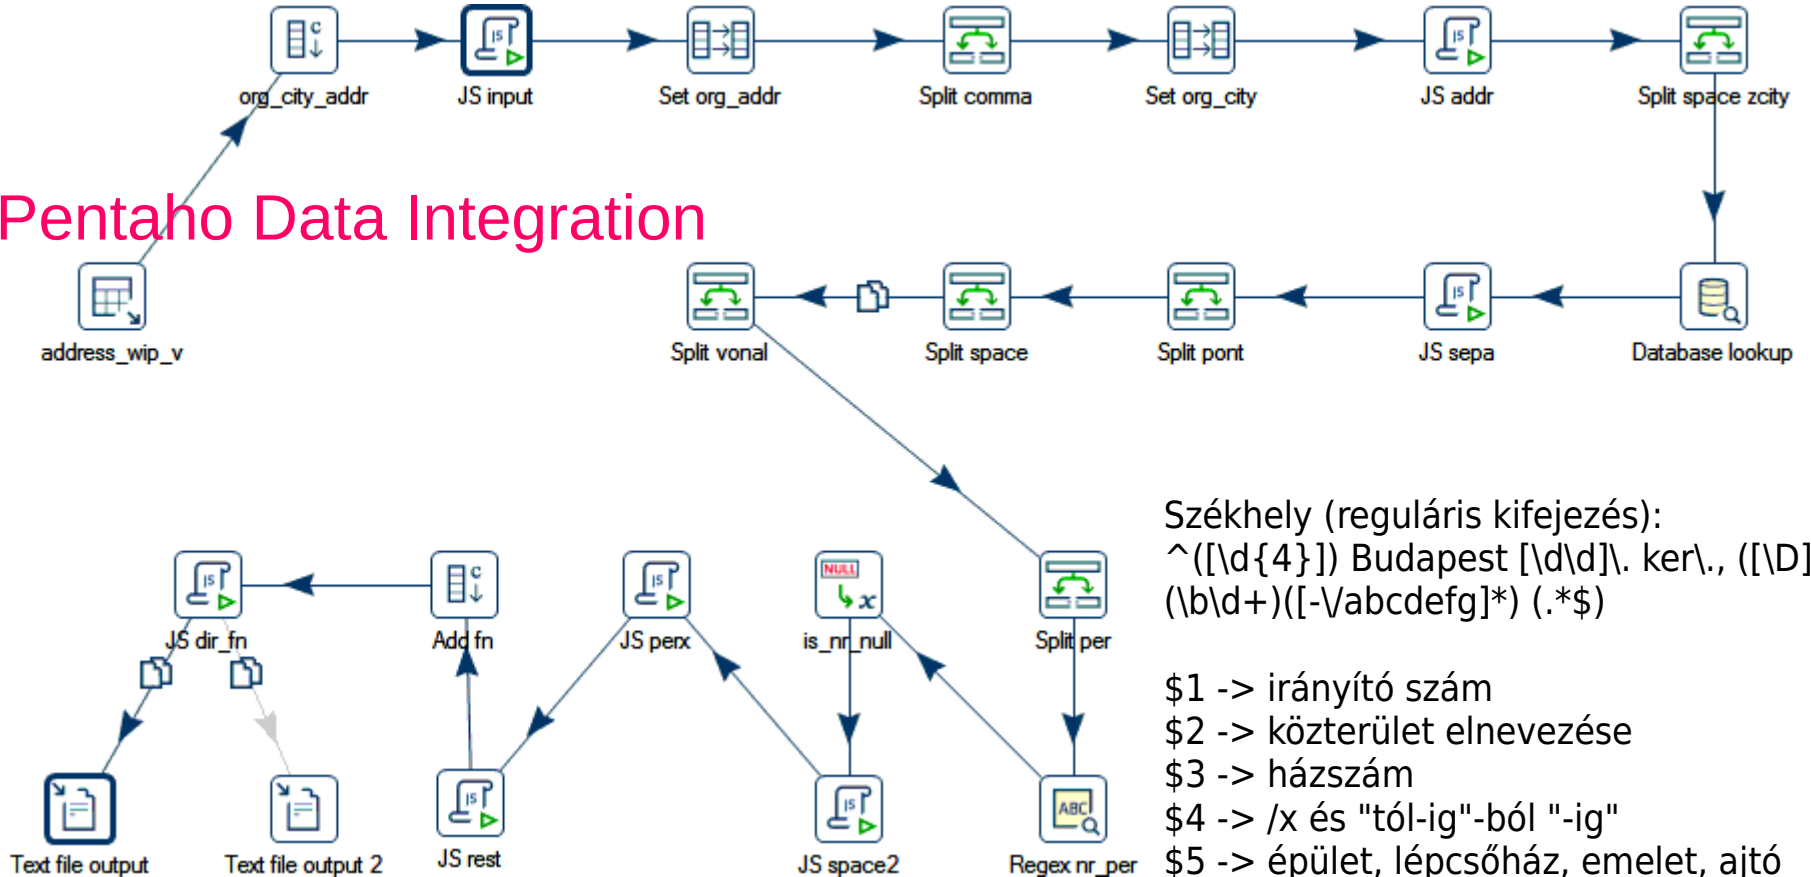 org_city_addr
JS input
Set org_addr
Split comma
Set org_city
JS addr
Split space zcity
Pentaho Data Integration
address_wip_v
Split vonal
Split space
Split pont
JS sepa
Database lookup
Székhely (reguláris kifejezés):
^([\d{4}]) Budapest [\d\d]\. ker\., ([\D]
(\b\d+)([-\/abcdefg]*) (.*$)
JS dir_fn
Add fn
JS perx
NULL
is_nr_null
Split per
$1 -> irányító szám
$2 -> közterület elnevezése
$3 -> házszám
$4 -> /x és "tól-ig"-ból "-ig"
$5 -> épület, lépcsőház, emelet, ajtó
ABC
Text file output
Text file output 2
JS rest
JS space2
Regex nr_per